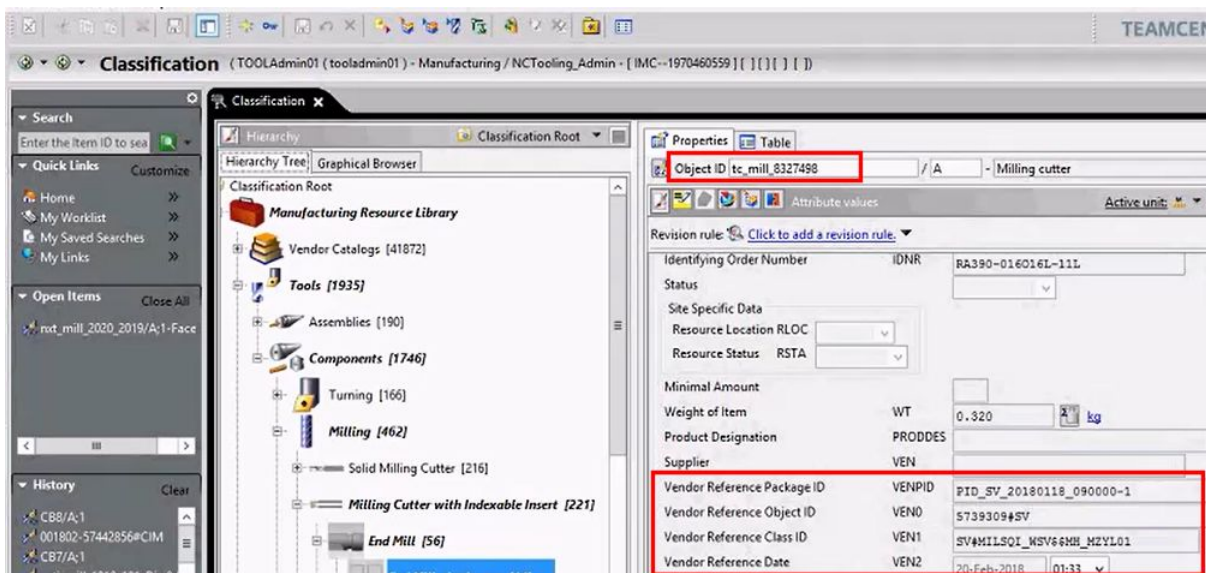 TEAMCEN
Classification ( TOOLAdmin01 ( tooladmin01 ) - Manufacturing / NCTooling_Admin - [ IMC--1970460559 ] [ ] [ ] [ ] [ ])
Classification
Search
Enter the Item ID to sea
Quick Links Customize
Home
My Worklist
My Saved Searches
My Links
Open Items Close All
nxt_mill_2020_2019/A;1-Face
History Clear
CB8/A;1
001802-57442856#CIM
CB7/A;1
Hierarchy Classification Root
Hierarchy Tree Graphical Browser
Classification Root
Manufacturing Resource Library
Vendor Catalogs [41872]
Tools [1935]
Assemblies [190]
Components [1746]
Turning [166]
Milling [462]
Solid Milling Cutter [216]
Milling Cutter with Indexable Insert [221]
End Mill [56]
Properties Table
Object ID tc_mill_8327498 / A - Milling cutter
Attribute values Active unit:
Revision rule: Click to add a revision rule.
Identifying Order Number IDNR RA390-016O16L-11L
Status
Site Specific Data
Resource Location RLOC
Resource Status RSTA
Minimal Amount
Weight of Item WT 0.320 kg
Product Designation PRODDES
Supplier VEN
Vendor Reference Package ID VENPID PID_SV_20180118_090000-1
Vendor Reference Object ID VEN0 5739309#SV
Vendor Reference Class ID VEN1 SV#MILSQI_WSV&&MH_MZYL01
Vendor Reference Date VEN2 20-Feb-2018 01:33